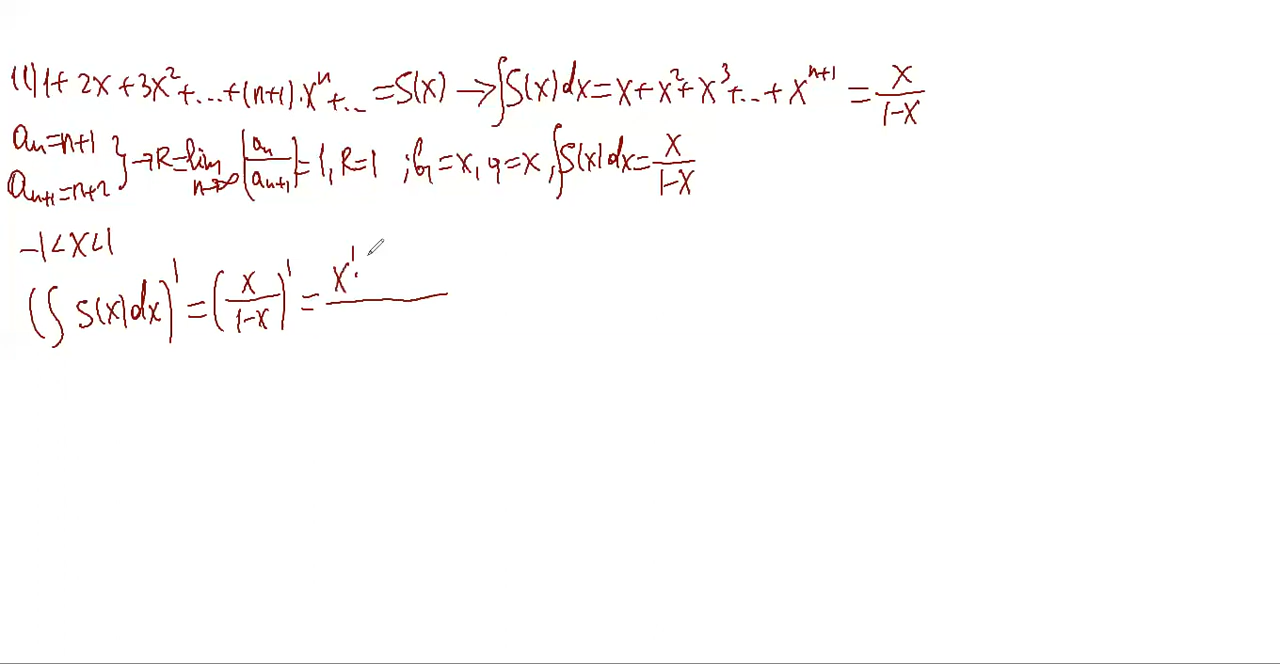 11) 1+2x+3x²+...+(n+1)·xⁿ+... = S(x) → ∫S(x)dx = x+x²+x³+...+xⁿ⁺¹ = x/(1-x)
aₙ=n+1
aₙ₊₁=n+2 } → R=lim n→∞ |aₙ/aₙ₊₁| = 1, R=1 ; b₁=x, q=x, ∫S(x)dx = x/(1-x)
-1<x<1
(∫S(x)dx)' = (x/(1-x))' = x'·